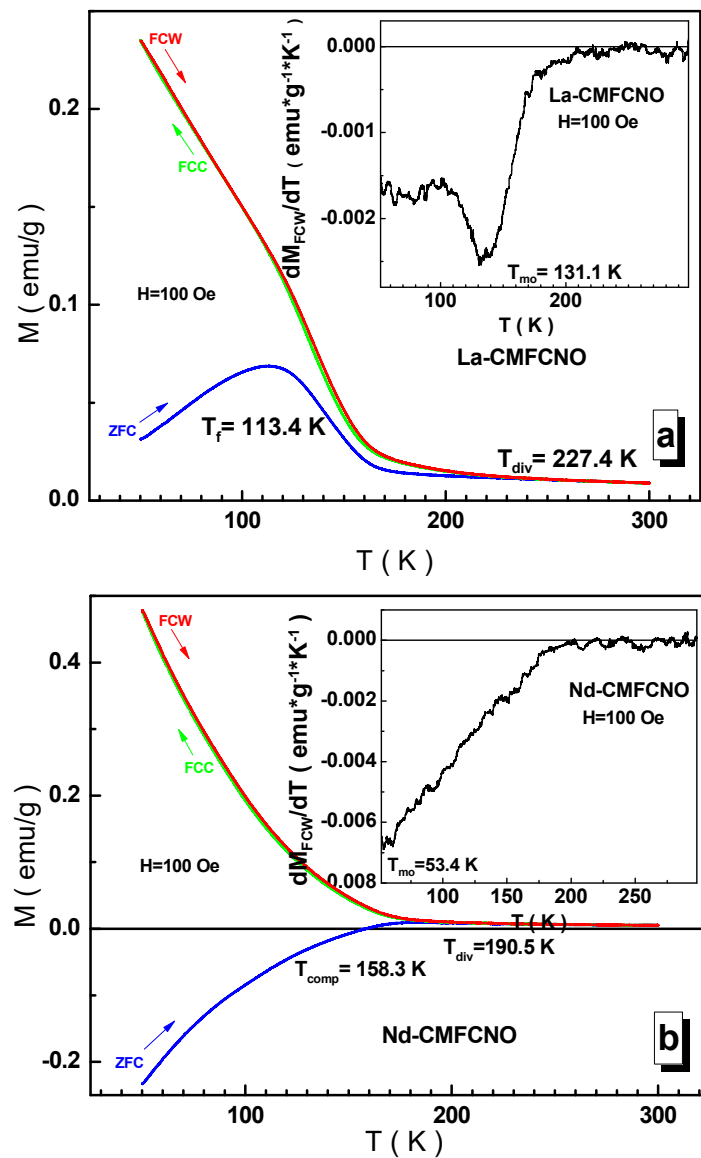 FCW
FCC
H=100 Oe
ZFC
T_f= 113.4 K
T_div= 227.4 K
La-CMFCNO
a
M ( emu/g )
0.2
0.1
0.0
100
200
300
T ( K )
dM_FCW/dT ( emu*g^-1*K^-1 )
0.000
-0.001
-0.002
La-CMFCNO
H=100 Oe
T_mo= 131.1 K
100
200
T ( K )
FCW
FCC
H=100 Oe
ZFC
T_comp= 158.3 K
T_div=190.5 K
Nd-CMFCNO
b
M ( emu/g )
0.4
0.2
0.0
-0.2
100
200
300
T ( K )
dM_FCW/dT ( emu*g^-1*K^-1 )
0.000
-0.002
-0.004
-0.006
0.008
Nd-CMFCNO
H=100 Oe
T_mo=53.4 K
100
150
200
250
T ( K )